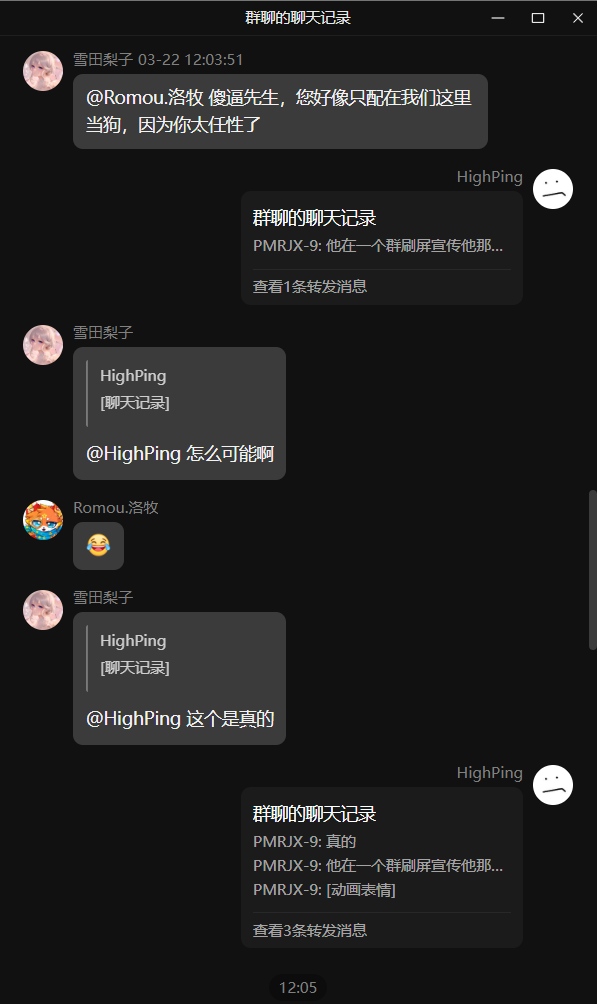 群聊的聊天记录
雪田梨子 03-22 12:03:51
@Romou.洛牧 傻逼先生，您好像只配在我们这里
当狗，因为你太任性了
HighPing
群聊的聊天记录
PMRJX-9: 他在一个群刷屏宣传他那...
查看1条转发消息
雪田梨子
HighPing
[聊天记录]
@HighPing 怎么可能啊
Romou.洛牧
😂
雪田梨子
HighPing
[聊天记录]
@HighPing 这个是真的
HighPing
群聊的聊天记录
PMRJX-9: 真的
PMRJX-9: 他在一个群刷屏宣传他那...
PMRJX-9: [动画表情]
查看3条转发消息
12:05